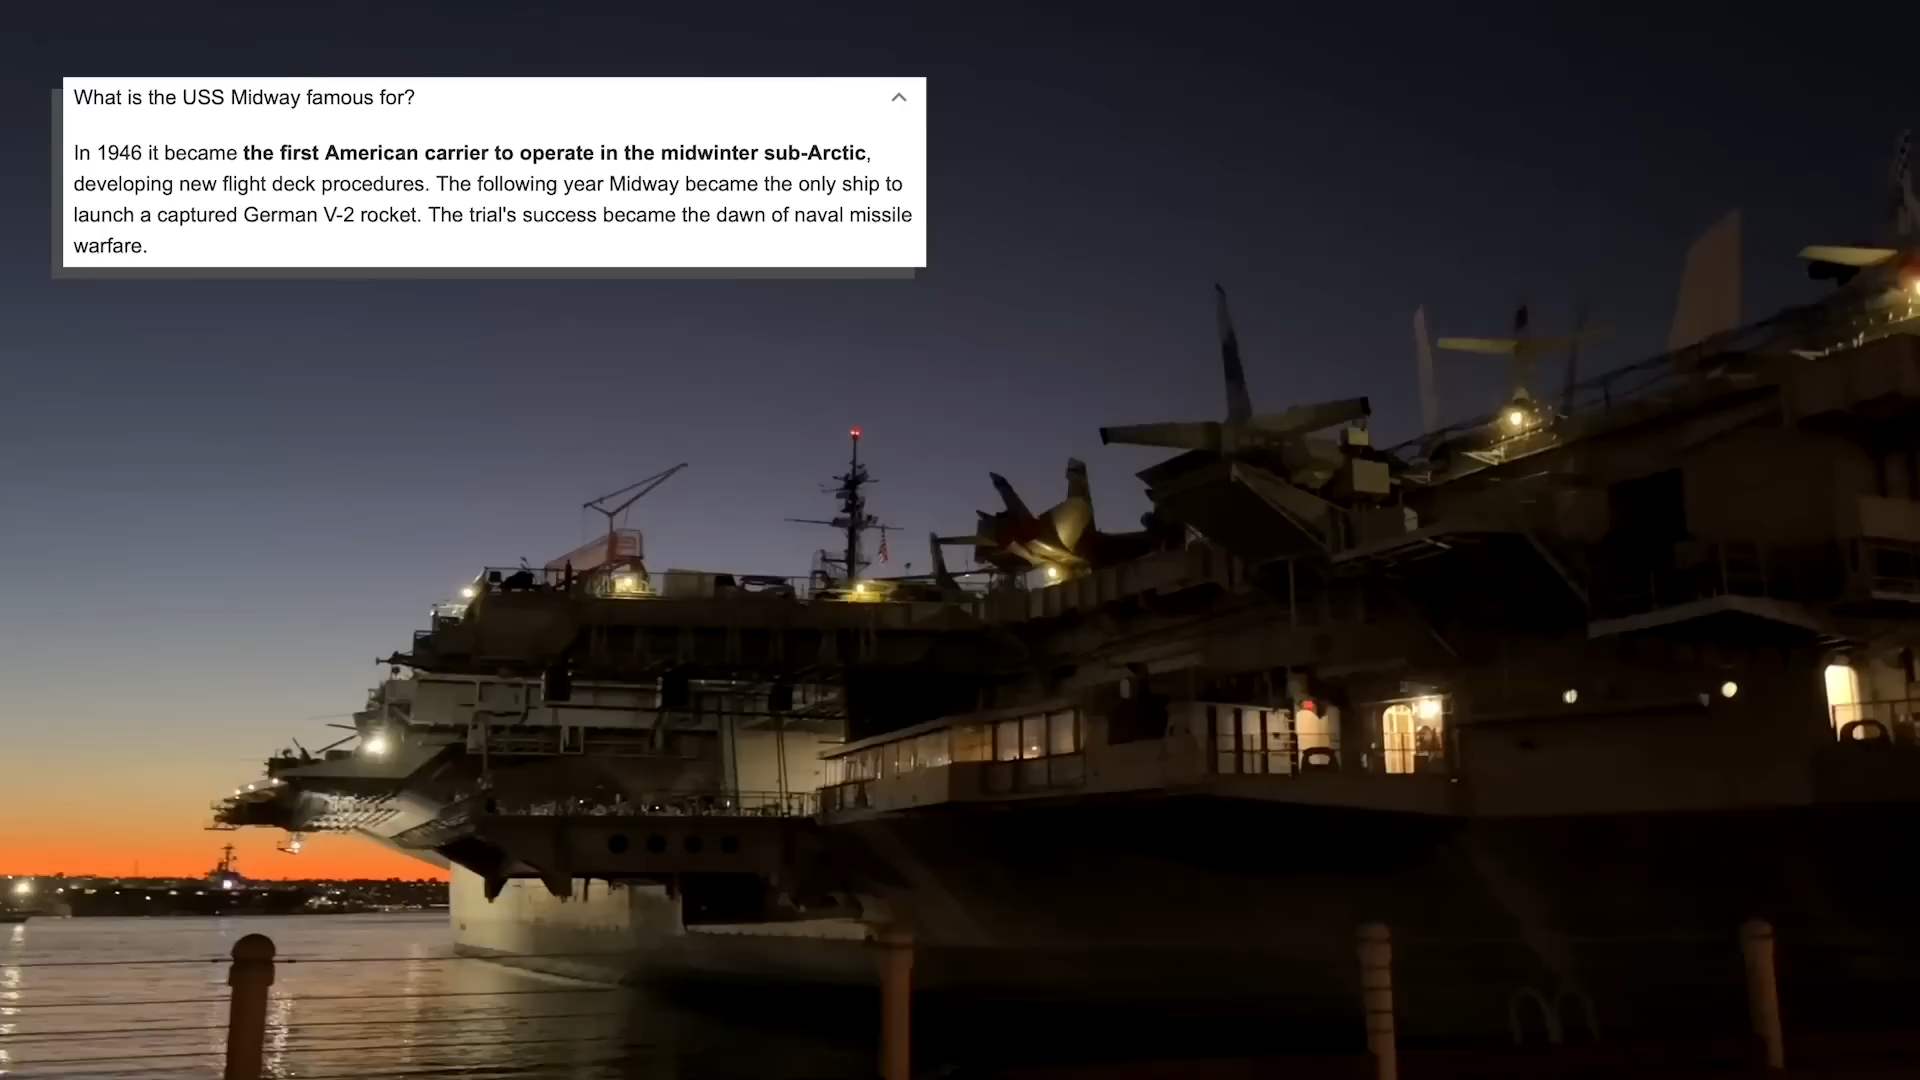 What is the USS Midway famous for?
In 1946 it became the first American carrier to operate in the midwinter sub-Arctic,
developing new flight deck procedures. The following year Midway became the only ship to
launch a captured German V-2 rocket. The trial's success became the dawn of naval missile
warfare.